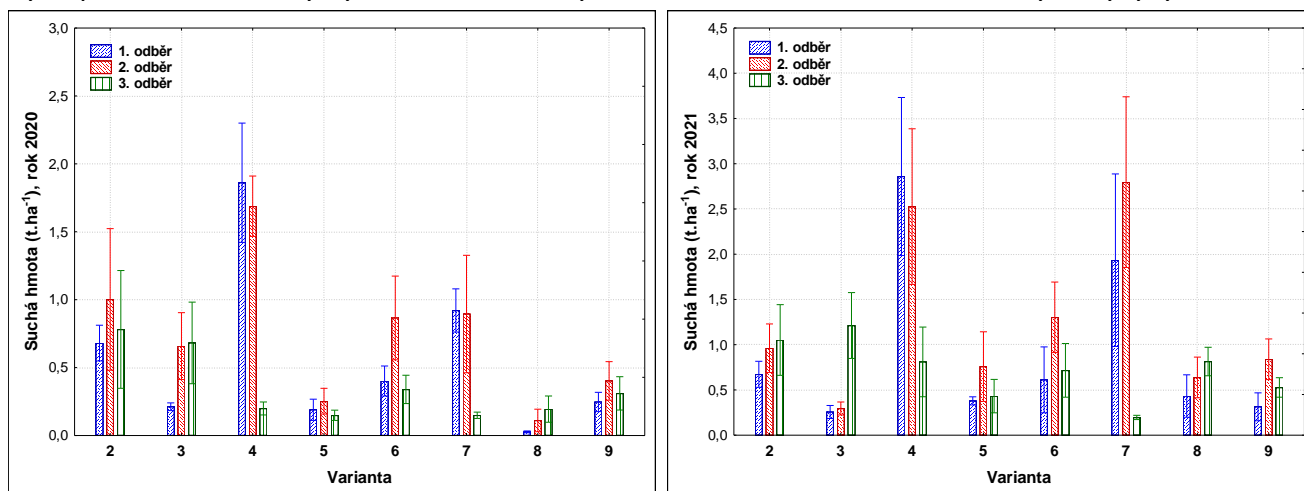 1. odběr
2. odběr
3. odběr
3,0
2,5
2,0
1,5
1,0
0,5
0,0
Suchá hmota (t.ha-1), rok 2020
2 3 4 5 6 7 8 9
Varianta
1. odběr
2. odběr
3. odběr
4,5
4,0
3,5
3,0
2,5
2,0
1,5
1,0
0,5
0,0
Suchá hmota (t.ha-1), rok 2021
2 3 4 5 6 7 8 9
Varianta